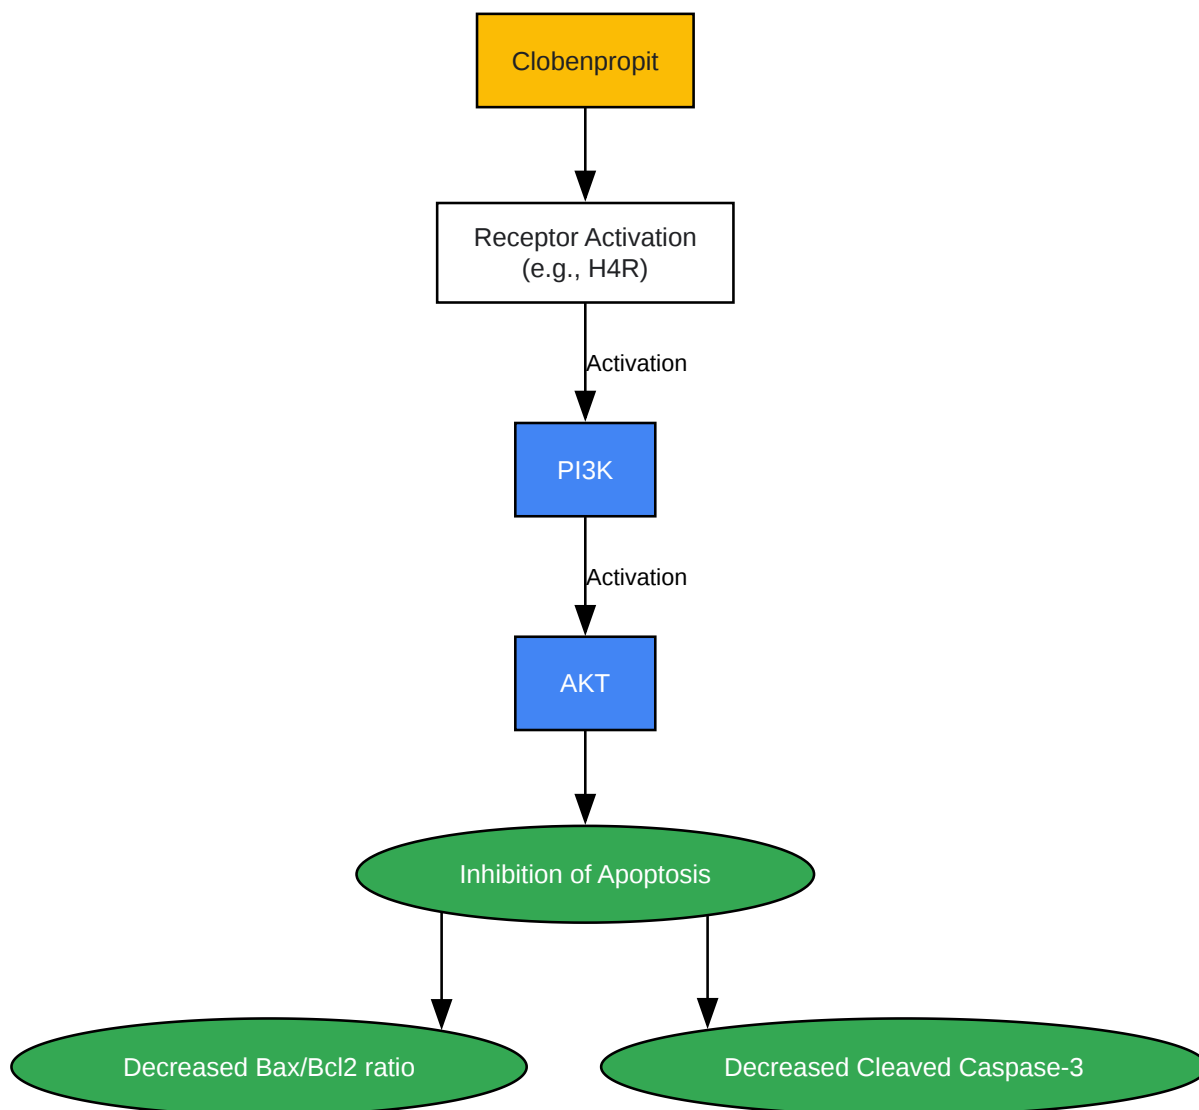 Clobenpropit
Receptor Activation
(e.g., H4R)
Activation
PI3K
Activation
AKT
Inhibition of Apoptosis
Decreased Bax/Bcl2 ratio
Decreased Cleaved Caspase-3